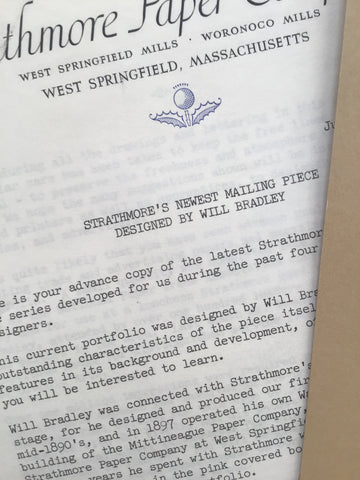 thmore Paper Comp
WEST SPRINGFIELD MILLS · WORONOCO MILLS
WEST SPRINGFIELD, MASSACHUSETTS
Ju
STRATHMORE'S NEWEST MAILING PIECE
DESIGNED BY WILL BRADLEY
e is your advance copy of the latest Strathmor
series developed for us during the past four
signers.
his current portfolio was designed by Will Bra
outstanding characteristics of the piece itsel
features in its background and development, o
you will be interested to learn.
Will Bradley was connected with Strathmore's
stage, for he designed and produced our fir
mid-1890's, and in 1897 operated his own W
building of the Mittineague Paper Company,
Strathmore Paper Company at West Springfie
years he spent with Strathmore w
in the pink covered bo
tfolio.